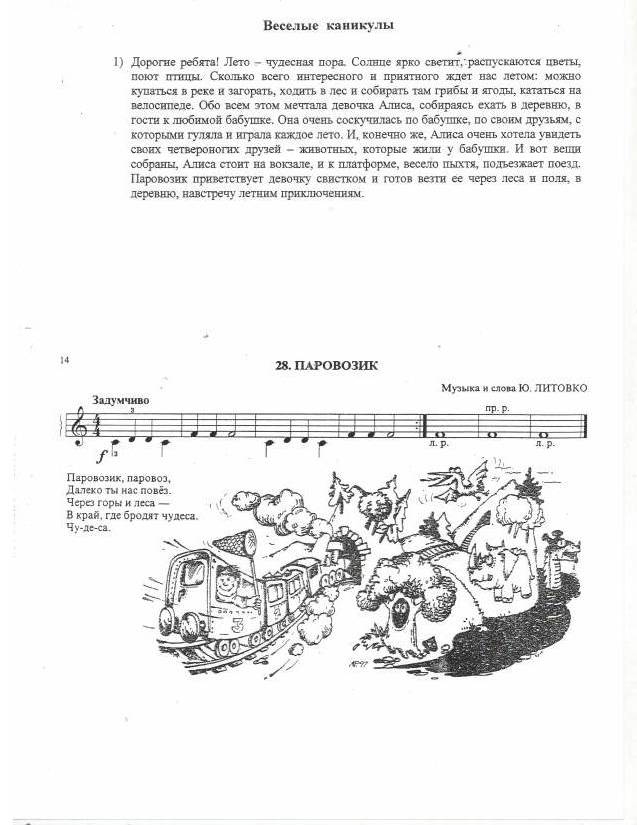 Веселые каникулы
1) Дорогие ребята! Лето – чудесная пора. Солнце ярко светит, распускаются цветы,
поют птицы. Сколько всего интересного и приятного ждет нас летом: можно
купаться в реке и загорать, ходить в лес и собирать там грибы и ягоды, кататься на
велосипеде. Обо всем этом мечтала девочка Алиса, собираясь ехать в деревню, в
гости к любимой бабушке. Она очень соскучилась по бабушке, по своим друзьям, с
которыми гуляла и играла каждое лето. И, конечно же, Алиса очень хотела увидеть
своих четвероногих друзей – животных, которые жили у бабушки. И вот вещи
собраны, Алиса стоит на вокзале, и к платформе, весело пыхтя, подъезжает поезд.
Паровозик приветствует девочку свистком и готов везти ее через леса и поля, в
деревню, навстречу летним приключениям.
14
28. ПАРОВОЗИК
Музыка и слова Ю. ЛИТОВКО
Задумчиво
3
пр. р.
4
4
f
л. р.
л. р.
Паровозик, паровоз,
Далеко ты нас повёз.
Через горы и леса —
В край, где бродят чудеса.
Чу-де-са.
3